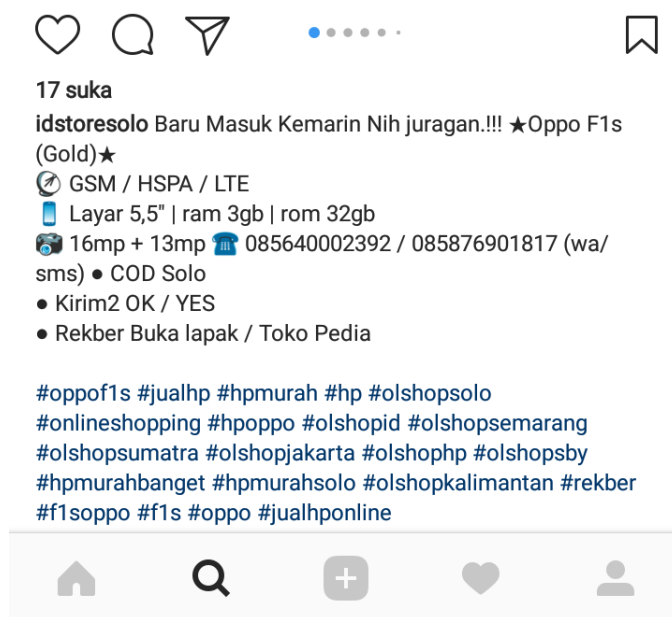 17 suka
idstoresolo Baru Masuk Kemarin Nih juragan.!!! ★Oppo F1s
(Gold)★
📡 GSM / HSPA / LTE
📱 Layar 5,5" | ram 3gb | rom 32gb
📷 16mp + 13mp ☎ 085640002392 / 085876901817 (wa/
sms) ● COD Solo
● Kirim2 OK / YES
● Rekber Buka lapak / Toko Pedia
#oppof1s #jualhp #hpmurah #hp #olshopsolo
#onlineshopping #hpoppo #olshopid #olshopsemarang
#olshopsumatra #olshopjakarta #olshophp #olshopsby
#hpmurahbanget #hpmurahsolo #olshopkalimantan #rekber
#f1soppo #f1s #oppo #jualhponline